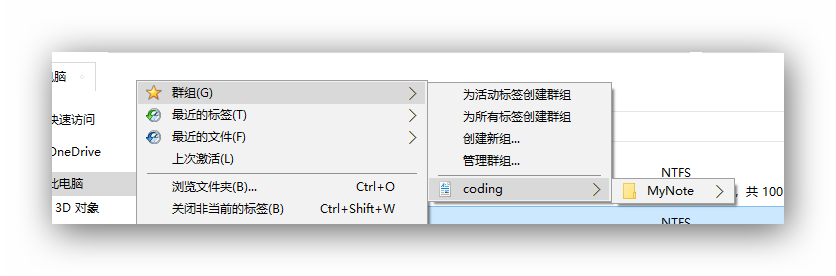 电脑
快速访问
OneDrive
此电脑
3D 对象
群组(G)
最近的标签(T)
最近的文件(F)
上次激活(L)
浏览文件夹(B)... Ctrl+O
关闭非当前的标签(B) Ctrl+Shift+W
为活动标签创建群组
为所有标签创建群组
创建新组...
管理群组...
coding
MyNote
NTFS
，共 100
NTFS